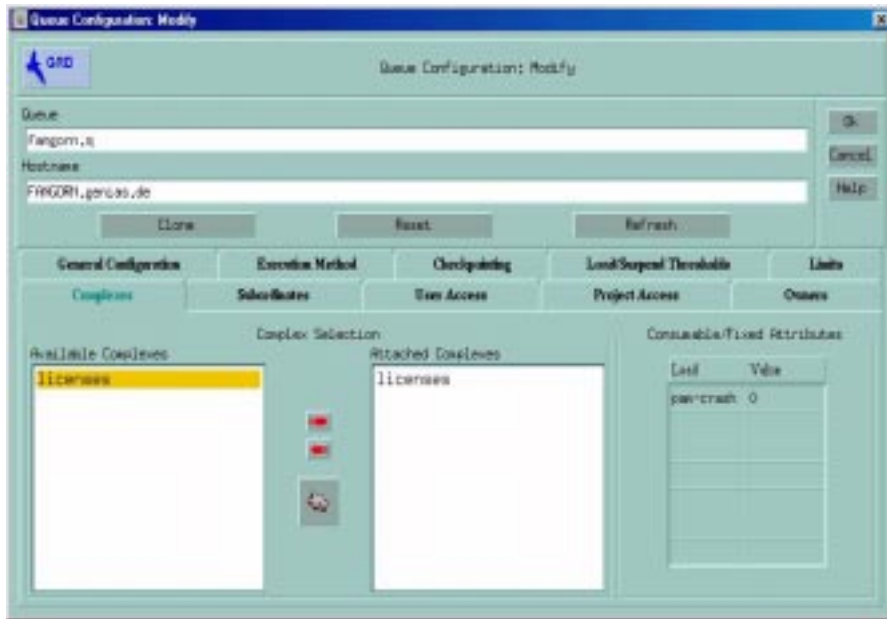 Queue Configuration: Modify
GRD
Queue Configuration: Modify
Queue
fangorn.q
Ok
Cancel
Hostname
FANGORN.genias.de
Help
Clone
Reset
Refresh
General Configuration
Execution Method
Checkpointing
Load/Suspend Thresholds
Limits
Complexes
Subordinates
User Access
Project Access
Owners
Complex Selection
Consumable/Fixed Attributes
Available Complexes
Attached Complexes
licenses
licenses
Load
Value
pam-crash
0